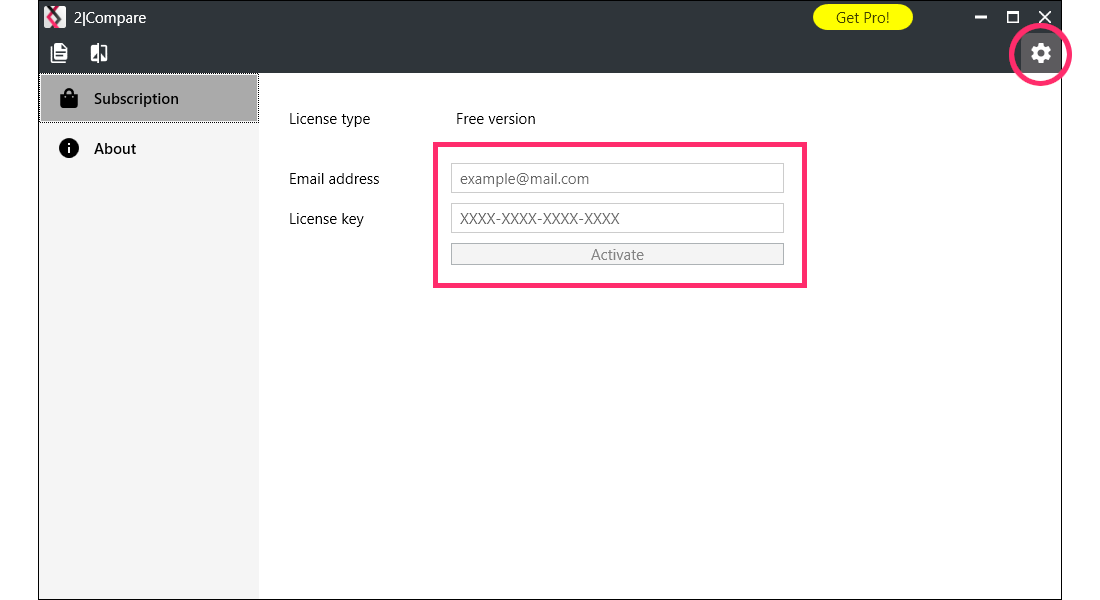 2|Compare
Get Pro!
Subscription
About
License type
Free version
Email address
example@mail.com
License key
XXXX-XXXX-XXXX-XXXX
Activate